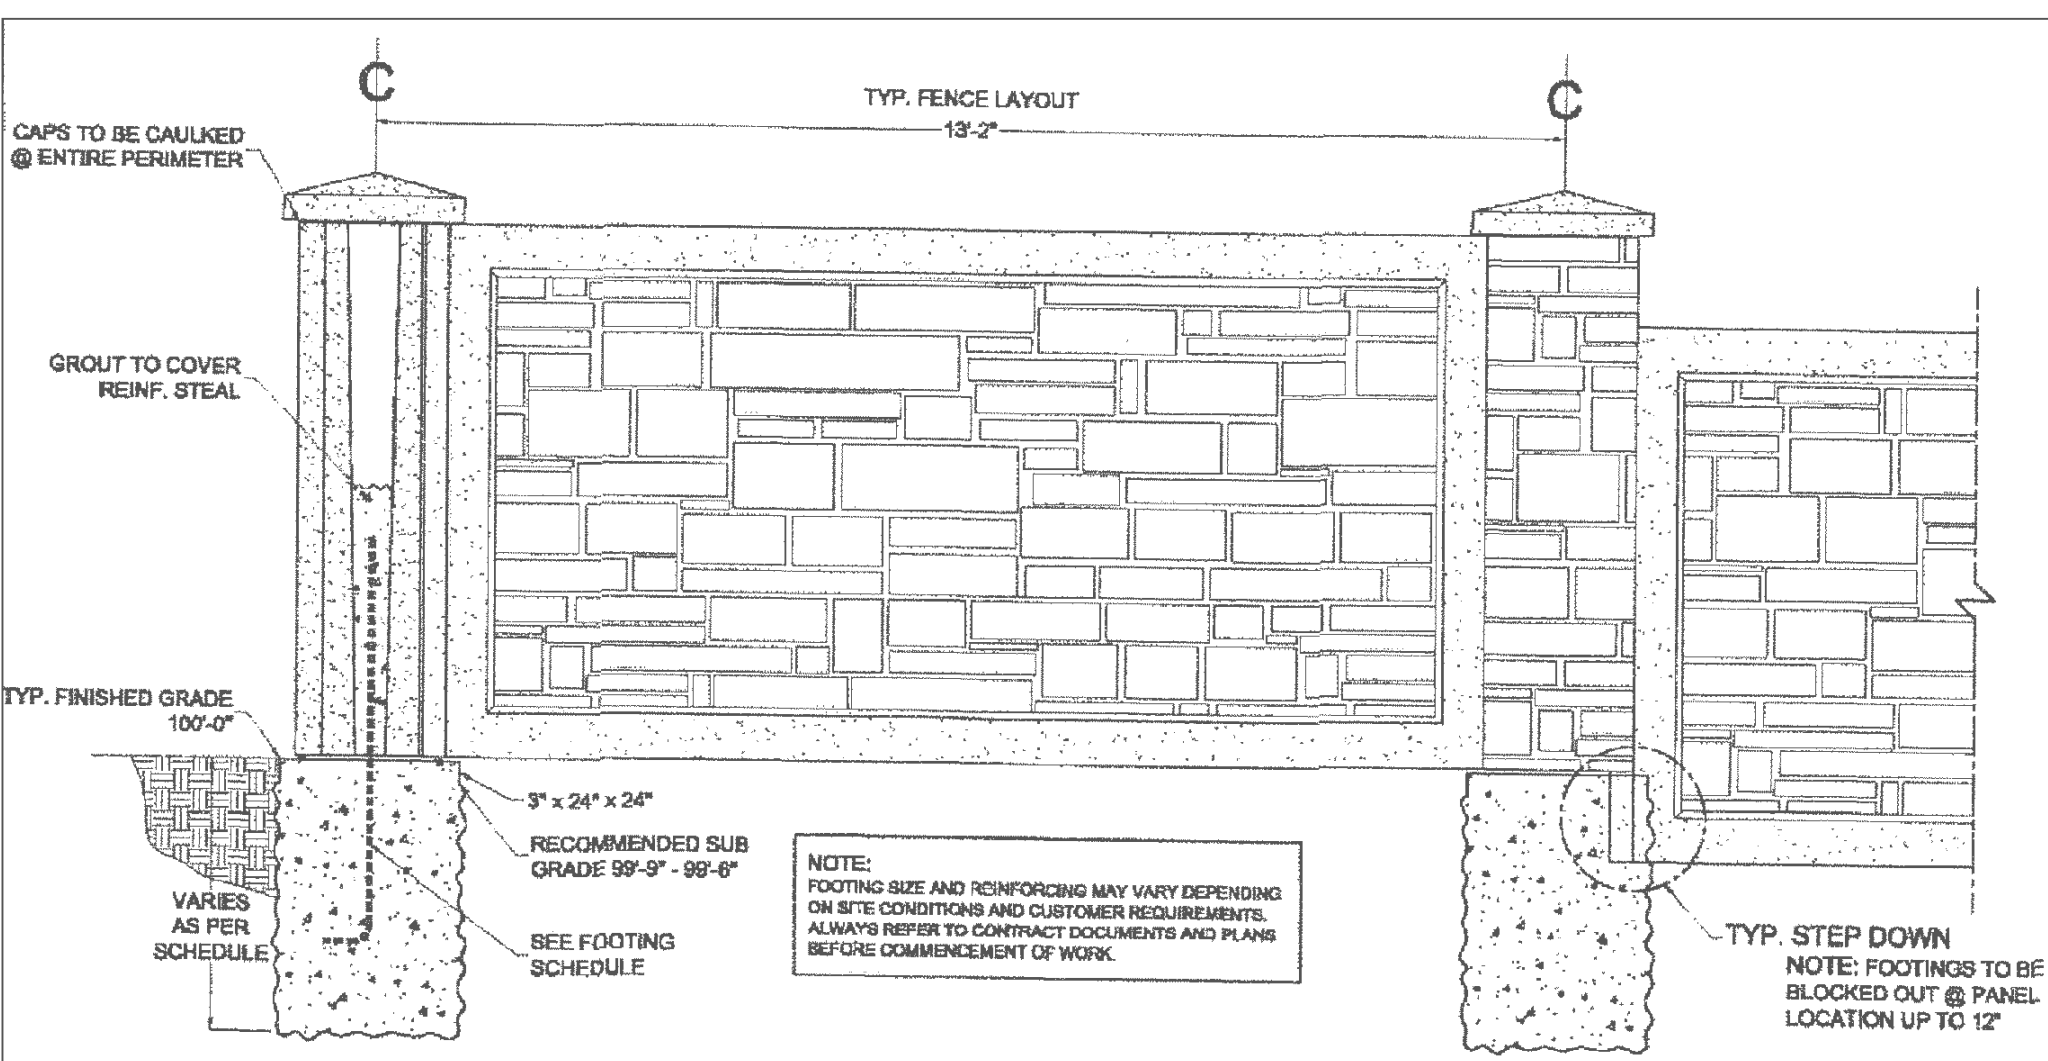 C
C
TYP. FENCE LAYOUT
13'-2"
CAPS TO BE CAULKED
@ ENTIRE PERIMETER
GROUT TO COVER
REINF. STEAL
TYP. FINISHED GRADE
100'-0"
3" x 24" x 24"
RECOMMENDED SUB
GRADE 99'-9" - 99'-6"
VARIES
AS PER
SCHEDULE
SEE FOOTING
SCHEDULE
NOTE:
FOOTING SIZE AND REINFORCING MAY VARY DEPENDING
ON SITE CONDITIONS AND CUSTOMER REQUIREMENTS.
ALWAYS REFER TO CONTRACT DOCUMENTS AND PLANS
BEFORE COMMENCEMENT OF WORK.
TYP. STEP DOWN
NOTE: FOOTINGS TO BE
BLOCKED OUT @ PANEL
LOCATION UP TO 12"